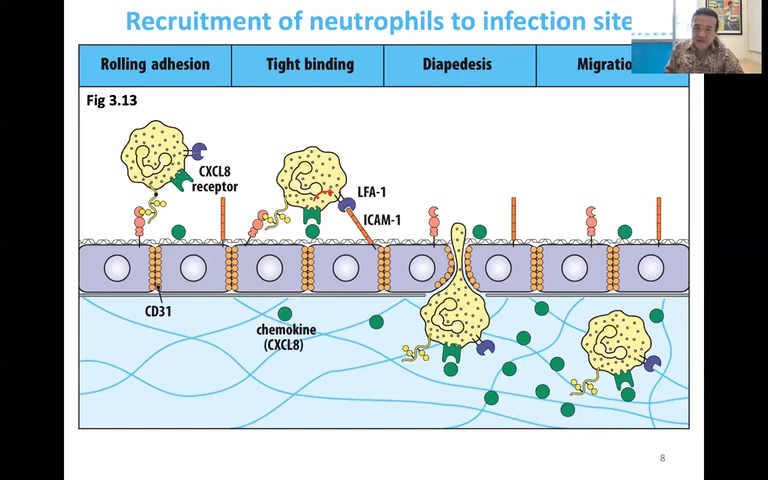 Recruitment of neutrophils to infection site
Rolling adhesion
Tight binding
Diapedesis
Fig 3.13
CXCL8
receptor
LFA-1
ICAM-1
CD31
chemokine
(CXCL8)
8